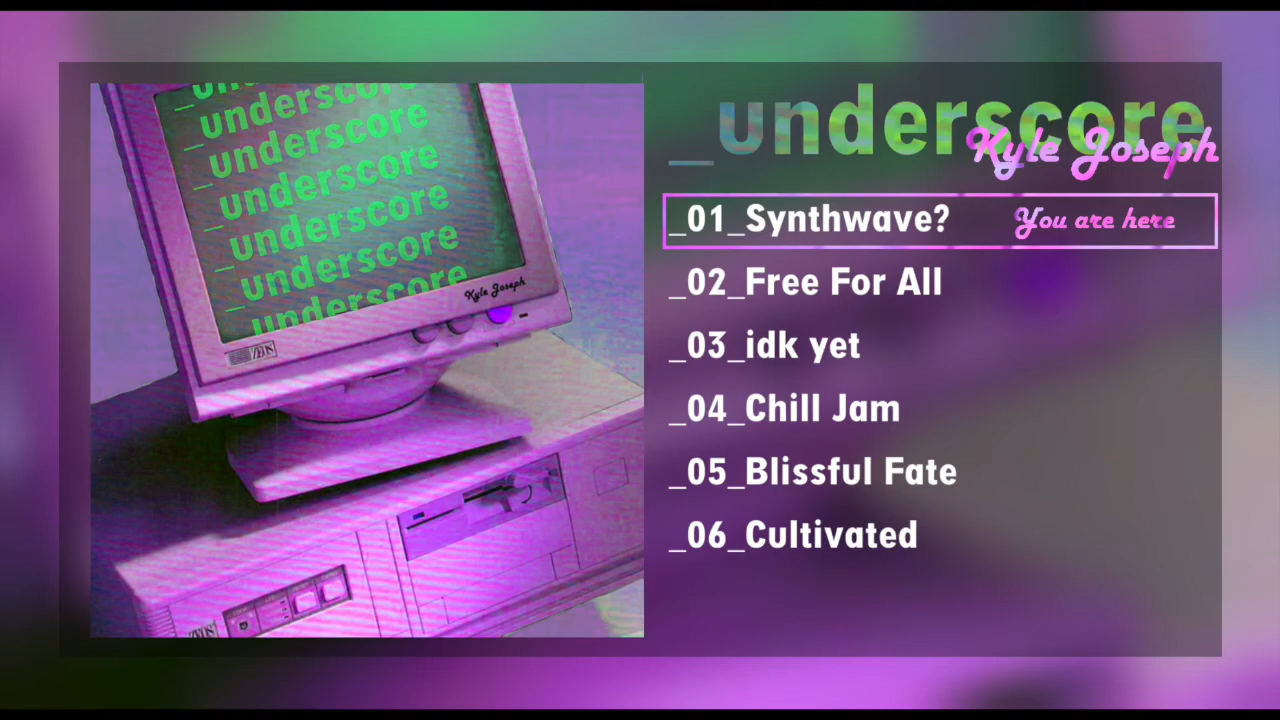 _underscore
_underscore
_underscore
_underscore
_underscore
_underscore
Kyle Joseph
_underscore
Kyle Joseph
_01_Synthwave?
You are here
_02_Free For All
_03_idk yet
_04_Chill Jam
_05_Blissful Fate
_06_Cultivated